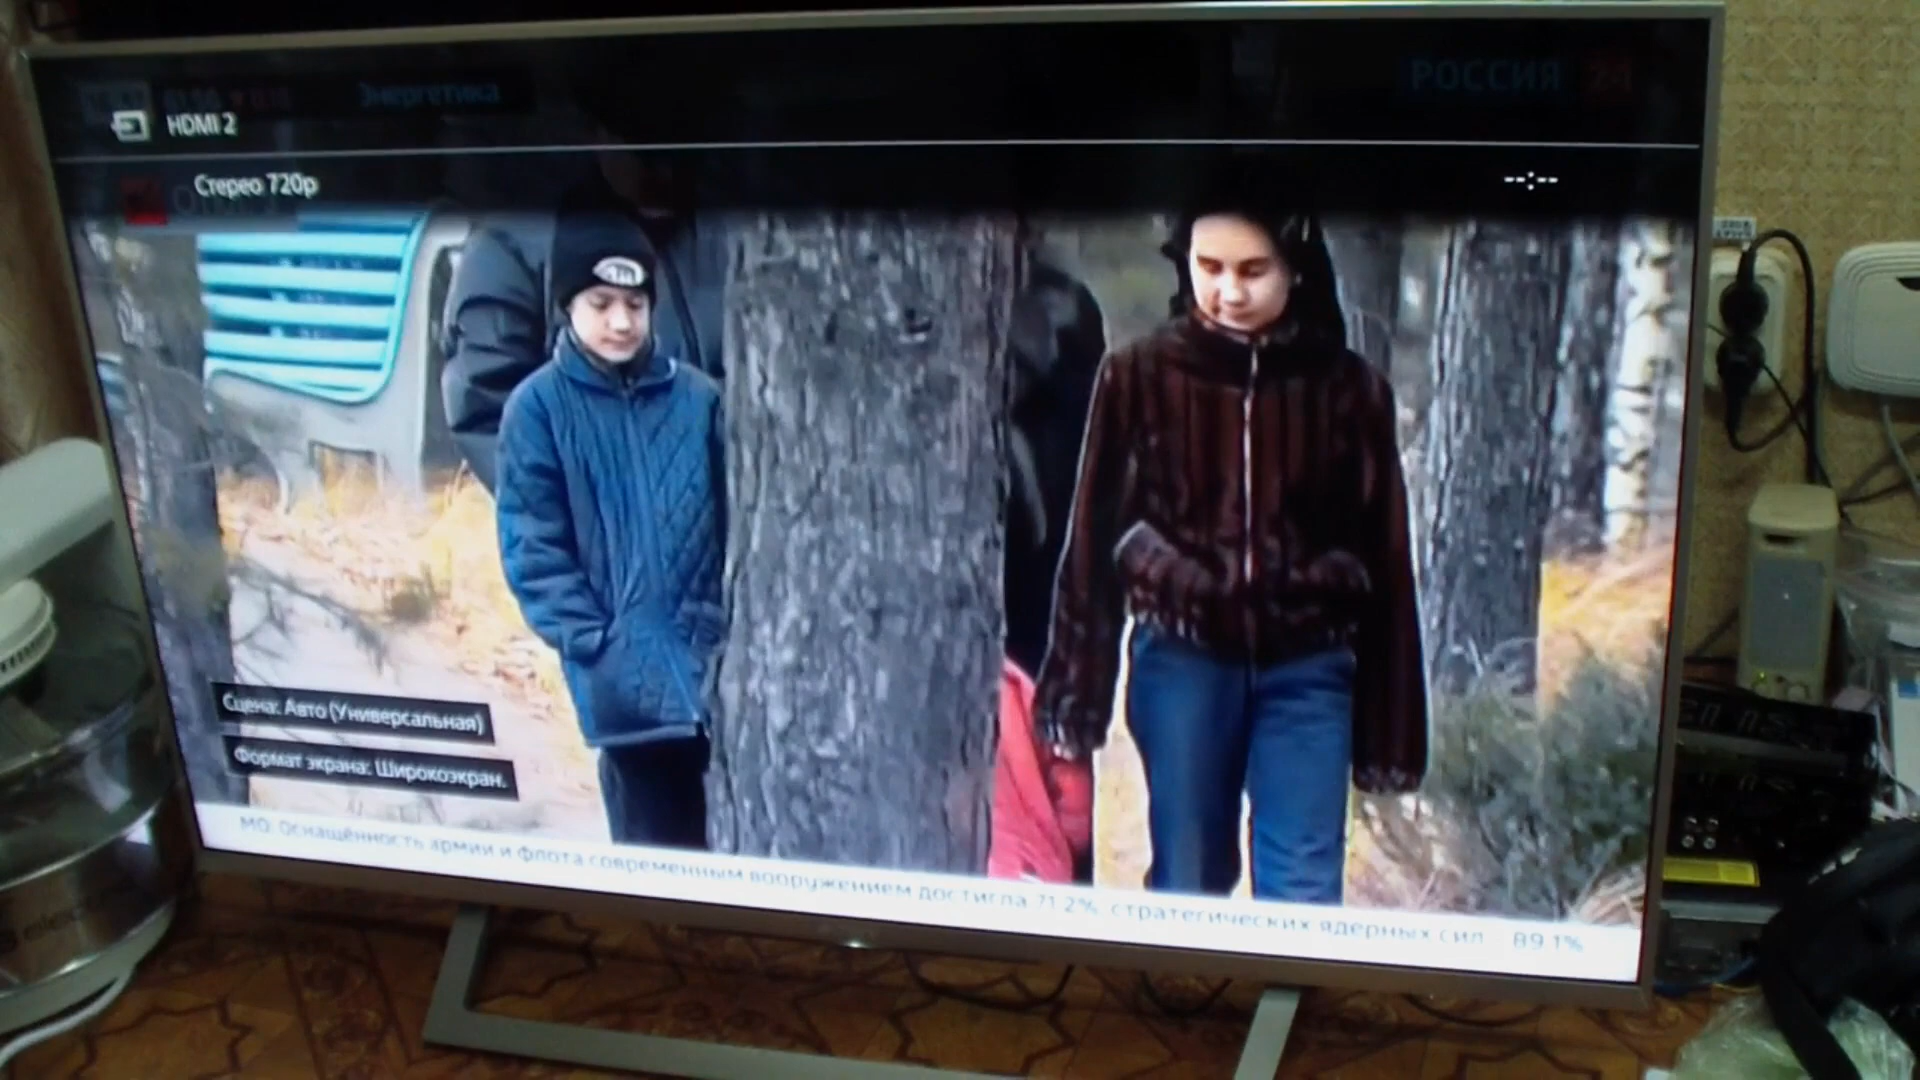 Энергетика
РОССИЯ 24
HDMI 2
Стерео 720p
--:--
Сцена: Авто (Универсальная)
Формат экрана: Широкоэкран.
МО: Оснащённость армии и флота современным вооружением достигла 71.2%, стратегических ядерных сил - 89.1%